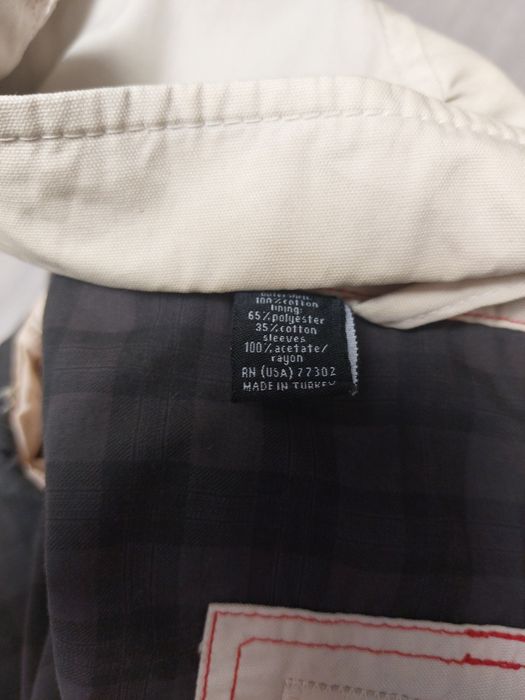 100%cotton
lining:
65%polyester
35%cotton
sleeves
100%acetate/
rayon
RN (USA) 77302
MADE IN TURKEY